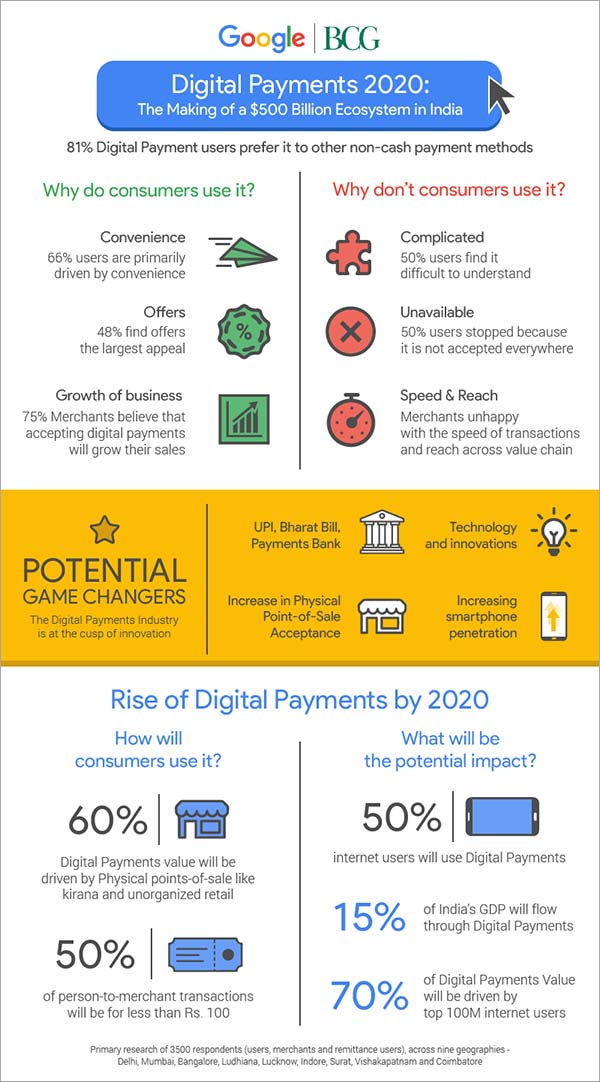 Google | BCG
Digital Payments 2020:
The Making of a $500 Billion Ecosystem in India
81% Digital Payment users prefer it to other non-cash payment methods
Why do consumers use it?
Convenience
66% users are primarily
driven by convenience
Offers
48% find offers
the largest appeal
%
Growth of business
75% Merchants believe that
accepting digital payments
will grow their sales
Why don't consumers use it?
Complicated
50% users find it
difficult to understand
Unavailable
50% users stopped because
it is not accepted everywhere
Speed & Reach
Merchants unhappy
with the speed of transactions
and reach across value chain
POTENTIAL
GAME CHANGERS
The Digital Payments Industry
is at the cusp of innovation
UPI, Bharat Bill,
Payments Bank
Technology
and innovations
Increase in Physical
Point-of-Sale
Acceptance
Increasing
smartphone
penetration
Rise of Digital Payments by 2020
How will
consumers use it?
60%
Digital Payments value will be
driven by Physical points-of-sale like
kirana and unorganized retail
50%
of person-to-merchant transactions
will be for less than Rs. 100
What will be
the potential impact?
50%
internet users will use Digital Payments
15%
of India's GDP will flow
through Digital Payments
70%
of Digital Payments Value
will be driven by
top 100M internet users
Primary research of 3500 respondents (users, merchants and remittance users), across nine geographies -
Delhi, Mumbai, Bangalore, Ludhiana, Lucknow, Indore, Surat, Vishakapatnam and Coimbatore